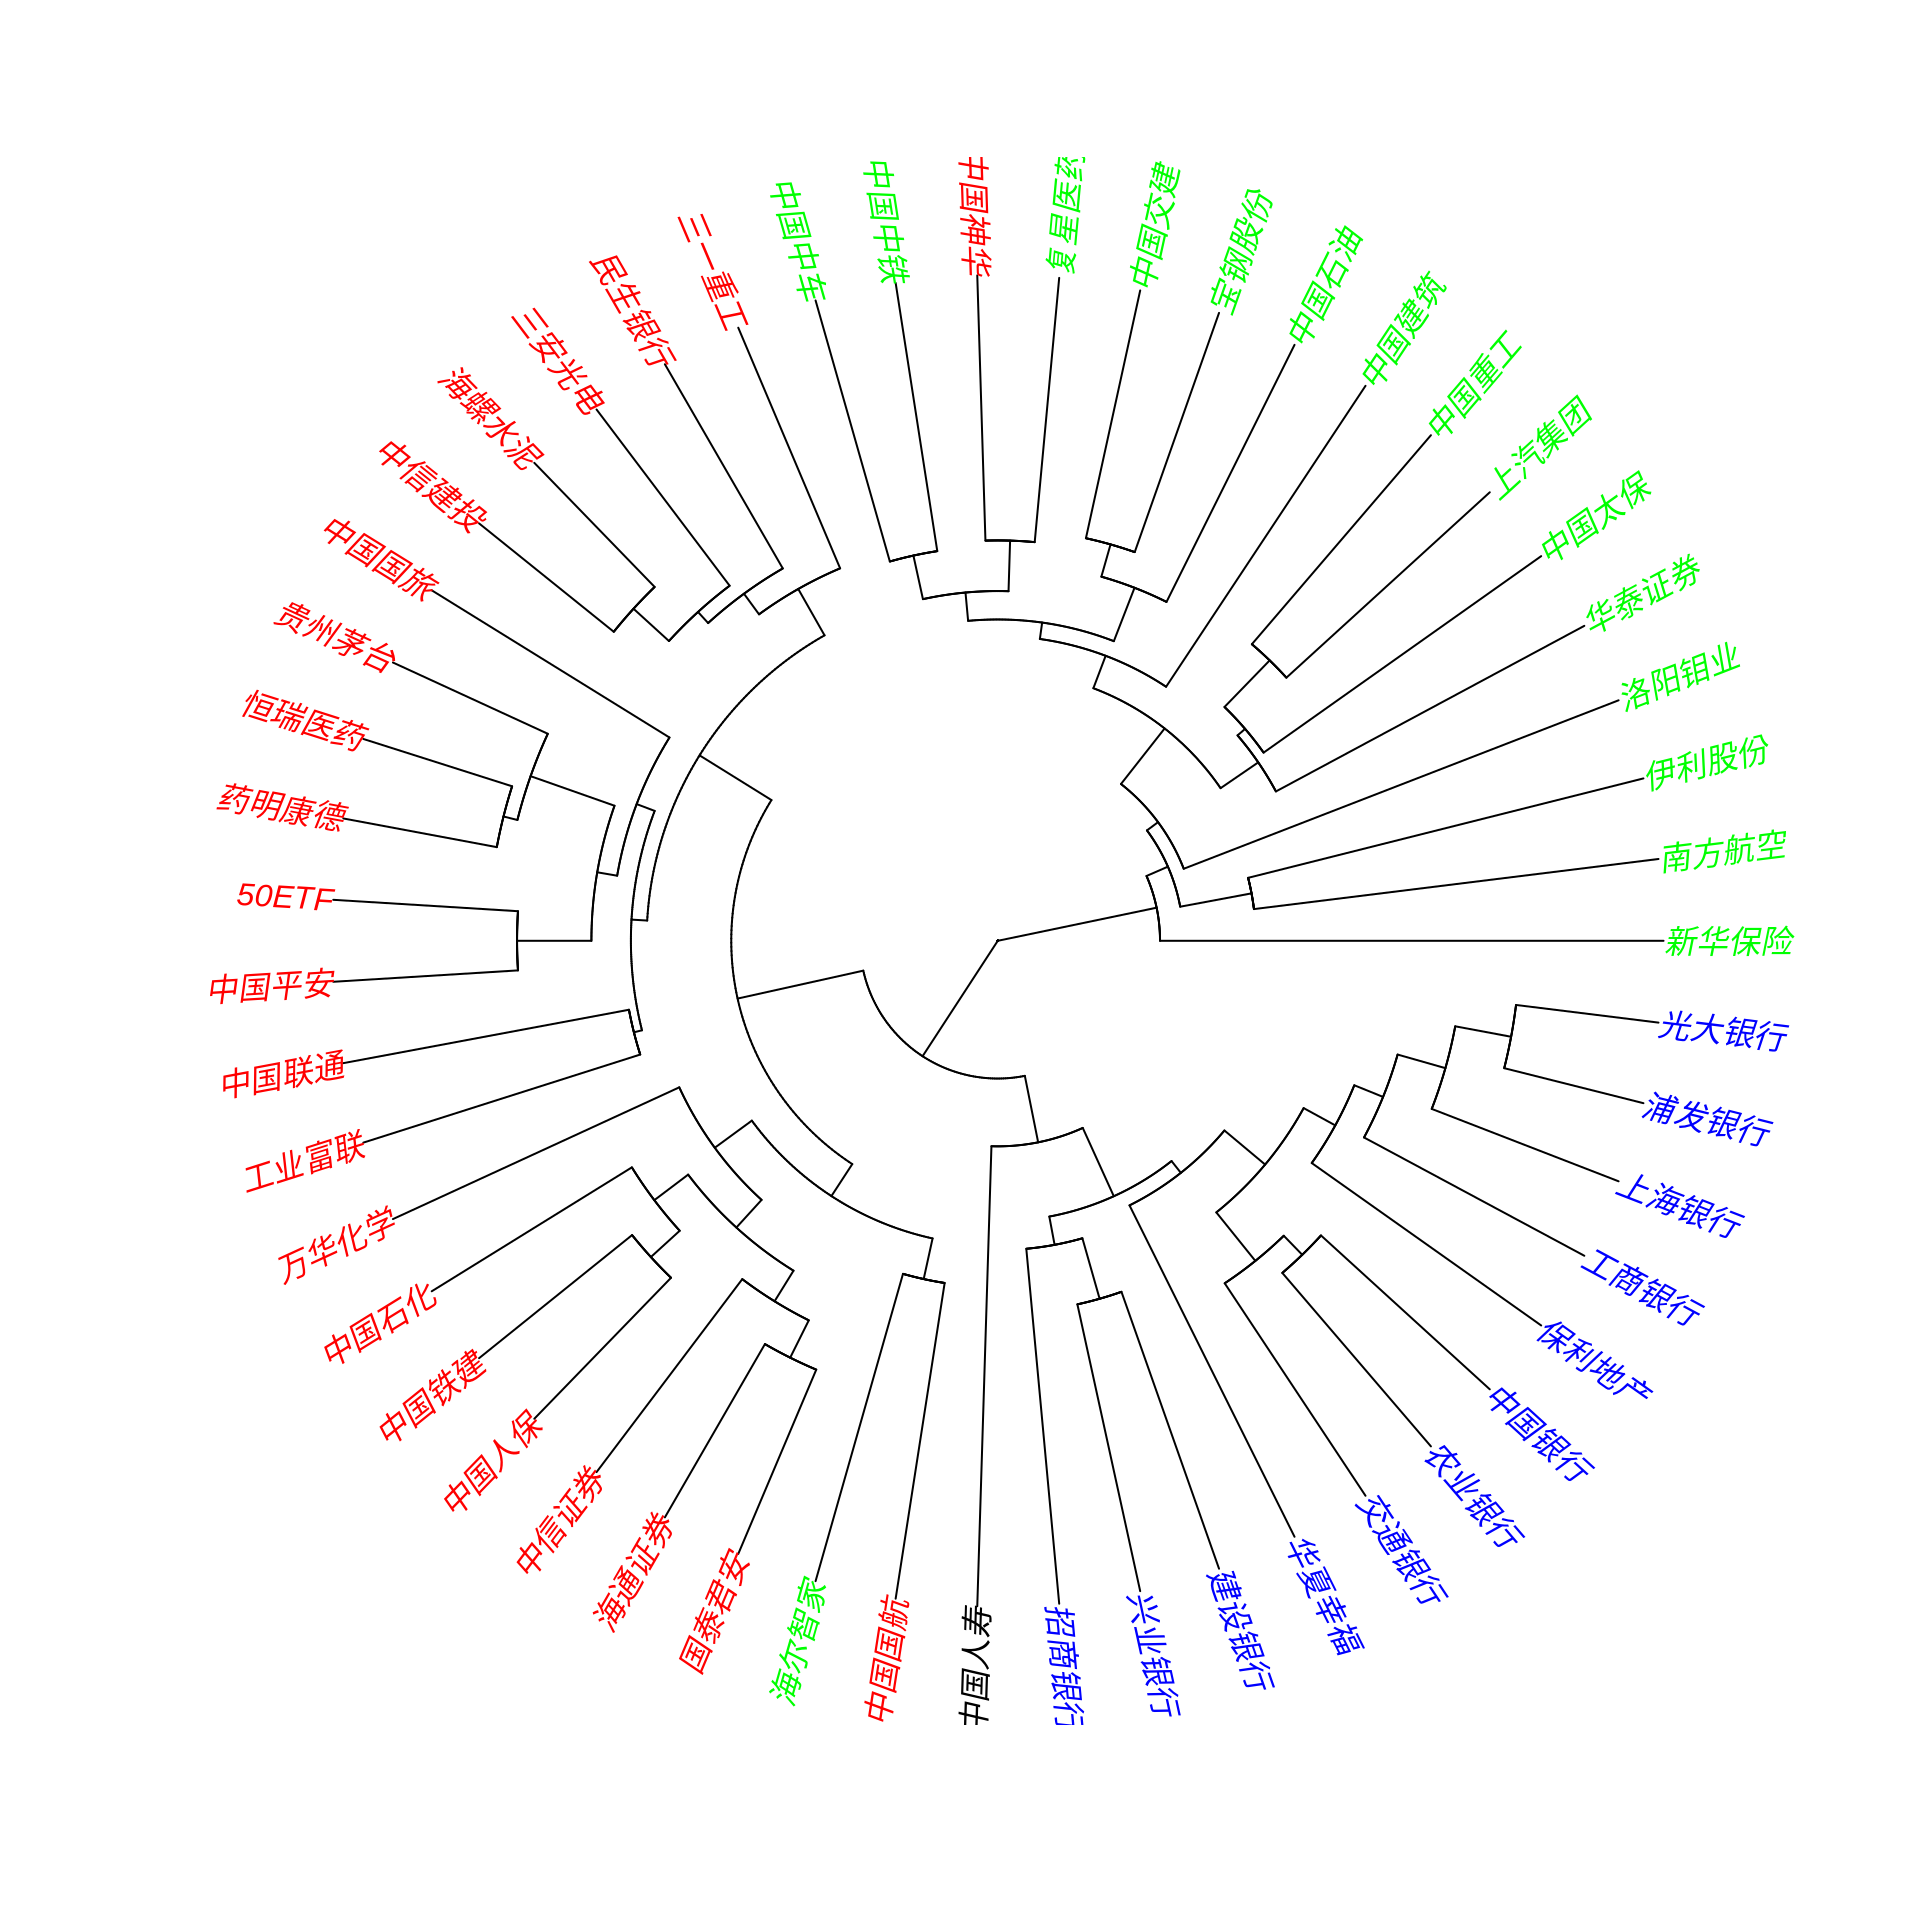 中国神华
复星医药
中国交建
宝钢股份
中国石油
中国建筑
中国重工
上汽集团
中国太保
华泰证券
洛阳钼业
伊利股份
南方航空
新华保险
光大银行
浦发银行
上海银行
工商银行
保利地产
中国银行
农业银行
交通银行
华夏幸福
建设银行
兴业银行
招商银行
中国人寿
中国国航
海尔智家
国泰君安
海通证券
中信证券
中国人保
中国铁建
中国石化
万华化学
工业富联
中国联通
中国平安
50ETF
药明康德
恒瑞医药
贵州茅台
中国国旅
中信建投
海螺水泥
三安光电
民生银行
三一重工
中国中车
中国中铁